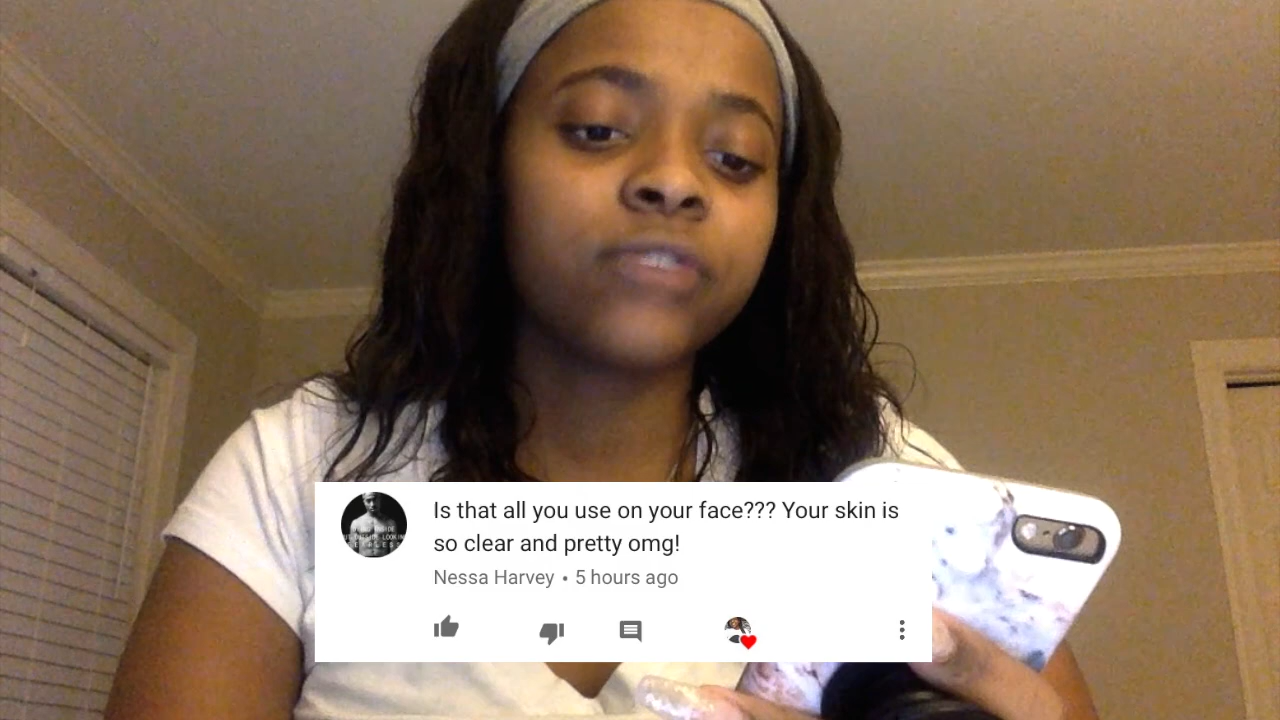 Is that all you use on your face??? Your skin is
so clear and pretty omg!
Nessa Harvey • 5 hours ago